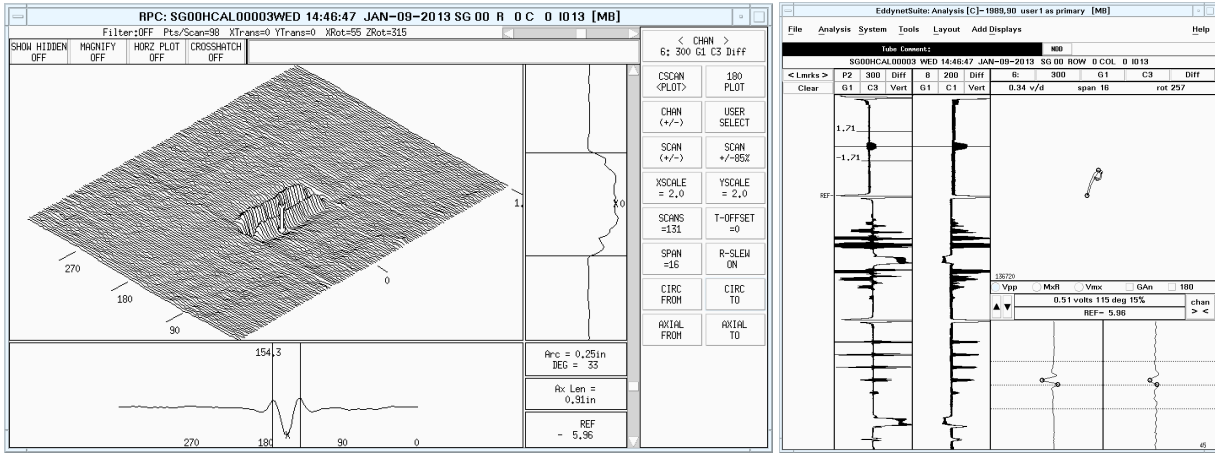 RPC: SG00HCAL00003WED 14:46:47 JAN-09-2013 SG 00 R 0 C 0 I013 [MB]
Filter:OFF Pts/Scan=98 XTrans=0 YTrans=0 XRot=55 ZRot=315
SHOW HIDDEN OFF
MAGNIFY OFF
HORZ PLOT OFF
CROSSHATCH OFF
270
180
90
0
1.
X0
154.3
270
180
90
0
X
Arc = 0.25in
DEG = 33
Ax Len =
0.91in
REF
- 5.96
< CHAN >
6: 300 G1 C3 Diff
CSCAN <PLOT>
180 PLOT
CHAN (+/-)
USER SELECT
SCAN (+/-)
SCAN +/-85%
XSCALE = 2.0
YSCALE = 2.0
SCANS =131
T-OFFSET =0
SPAN =16
R-SLEW ON
CIRC FROM
CIRC TO
AXIAL FROM
AXIAL TO
EddynetSuite: Analysis [C]-1989,90 user1 as primary [MB]
File Analysis System Tools Layout Add Displays Help
Tube Comment: NDD
SG00HCAL00003 WED 14:46:47 JAN-09-2013 SG 00 ROW 0 COL 0 I013
< Lmrks > P2 300 Diff 8 200 Diff 6: 300 G1 C3 Diff
Clear G1 C3 Vert G1 C1 Vert 0.34 v/d span 16 rot 257
1.71
-1.71
REF
136720
Vpp MxR Vmx GAn 180
0.51 volts 115 deg 15%
REF- 5.96
chan
> <
45